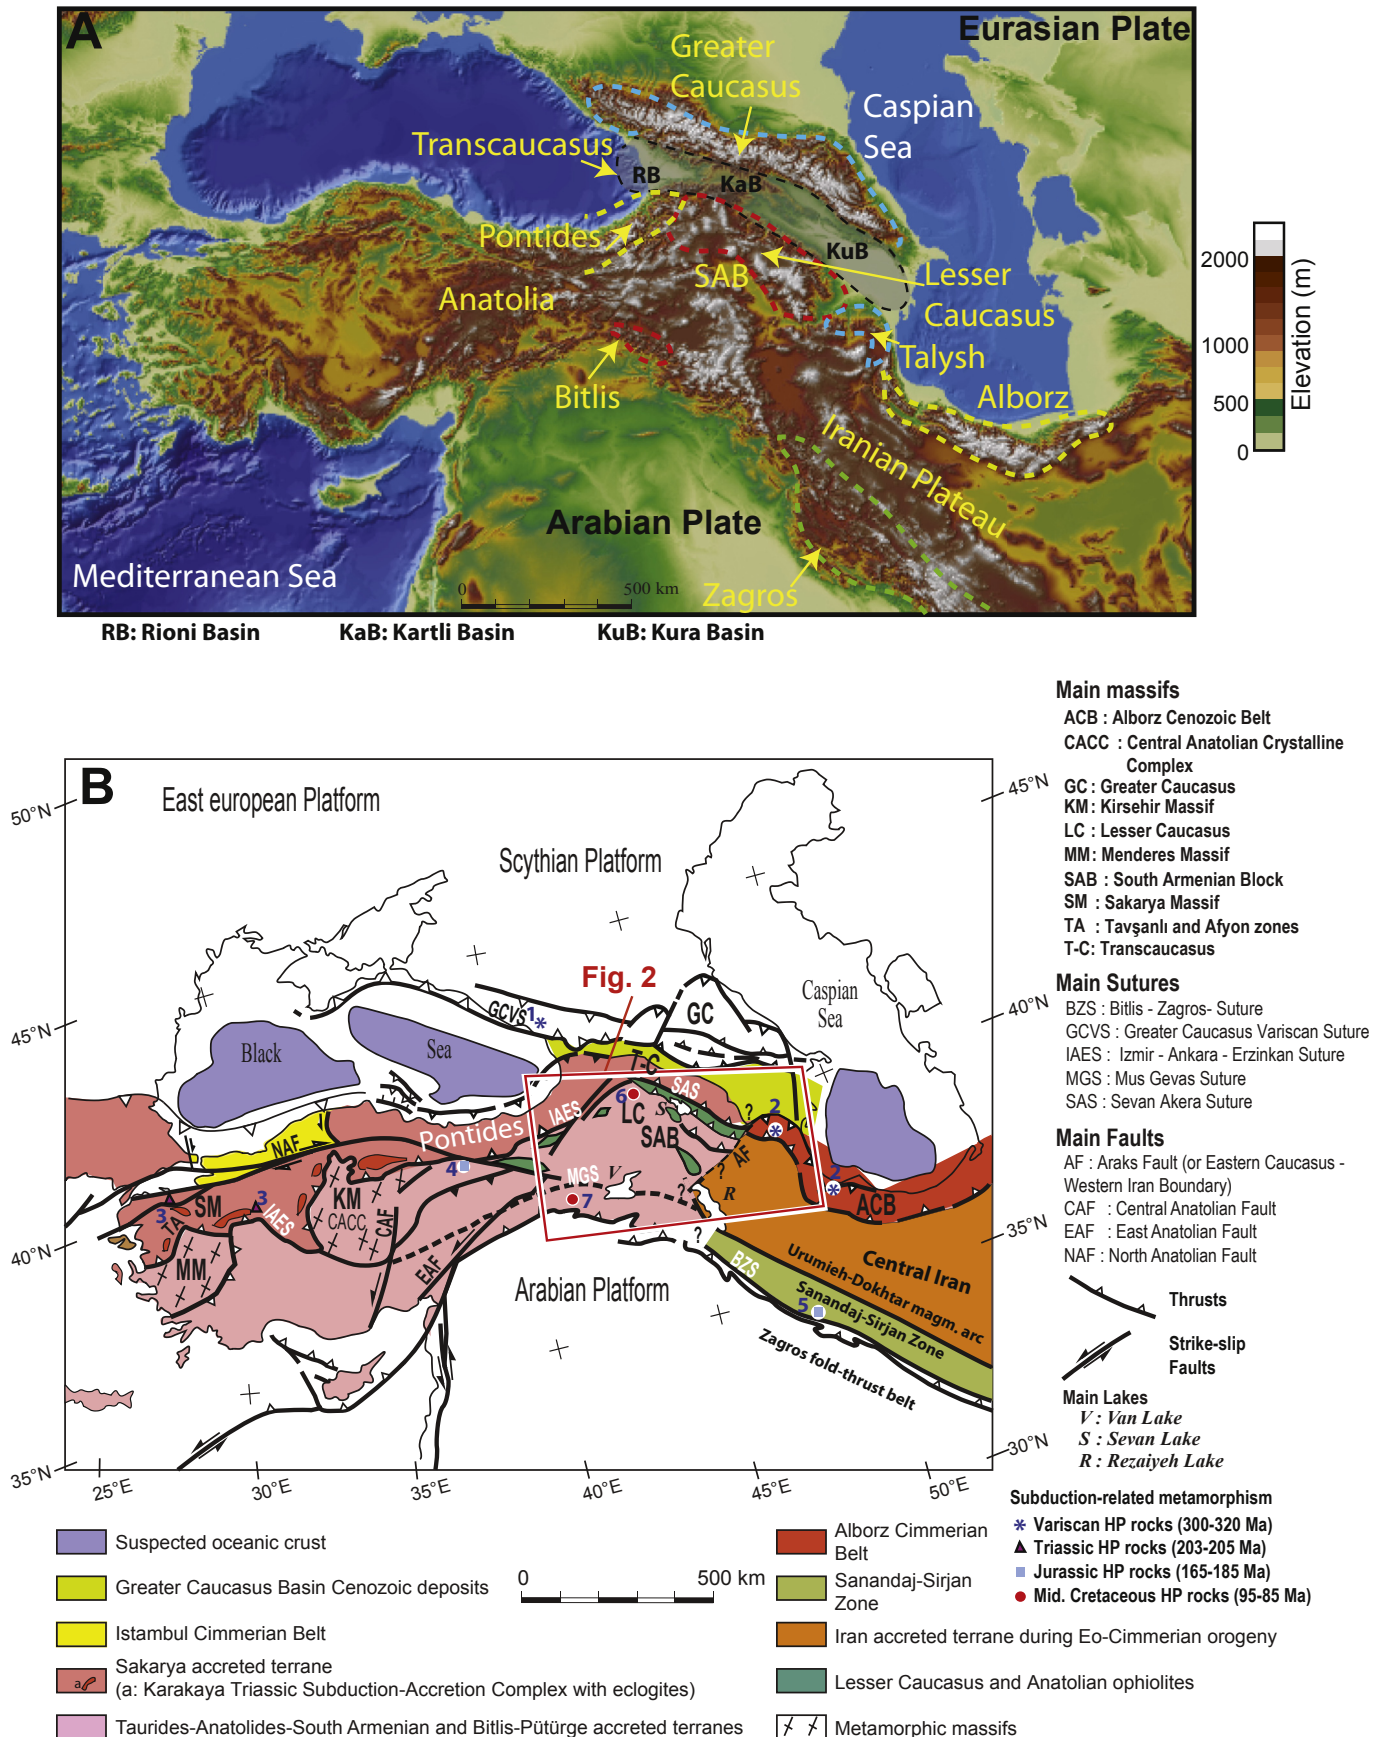 A
Eurasian Plate
Greater
Caucasus
Caspian
Sea
Transcaucasus
RB
KaB
KuB
Pontides
SAB
Lesser
Caucasus
Anatolia
Talysh
Bitlis
Alborz
Iranian Plateau
Arabian Plate
Zagros
Mediterranean Sea
0 500 km
2000
1000
500
0
Elevation (m)
RB: Rioni Basin KaB: Kartli Basin KuB: Kura Basin
B
East european Platform
Scythian Platform
Fig. 2
Caspian
Sea
Black Sea
GCVS
1
GC
T-C
SAS
6
LC
S
SAB
IAES
2
?
AF
?
R
?
?
2
ACB
Pontides
NAF
4
MGS
V
7
3
SM
3
TA
IAES
KM
CACC
CAF
MM
EAF
BZS
Arabian Platform
Central Iran
Urumieh-Dokhtar magm. arc
Sanandaj-Sirjan Zone
5
Zagros fold-thrust belt
50°N
45°N
40°N
35°N
45°N
40°N
35°N
30°N
25°E
30°E
35°E
40°E
45°E
50°E
Main massifs
ACB : Alborz Cenozoic Belt
CACC : Central Anatolian Crystalline
Complex
GC : Greater Caucasus
KM : Kirsehir Massif
LC : Lesser Caucasus
MM: Menderes Massif
SAB : South Armenian Block
SM : Sakarya Massif
TA : Tavşanlı and Afyon zones
T-C: Transcaucasus
Main Sutures
BZS : Bitlis - Zagros- Suture
GCVS : Greater Caucasus Variscan Suture
IAES : Izmir - Ankara - Erzinkan Suture
MGS : Mus Gevas Suture
SAS : Sevan Akera Suture
Main Faults
AF : Araks Fault (or Eastern Caucasus -
Western Iran Boundary)
CAF : Central Anatolian Fault
EAF : East Anatolian Fault
NAF : North Anatolian Fault
Thrusts
Strike-slip
Faults
Main Lakes
V : Van Lake
S : Sevan Lake
R : Rezaiyeh Lake
Subduction-related metamorphism
Variscan HP rocks (300-320 Ma)
Triassic HP rocks (203-205 Ma)
Jurassic HP rocks (165-185 Ma)
Mid. Cretaceous HP rocks (95-85 Ma)
Suspected oceanic crust
Greater Caucasus Basin Cenozoic deposits
Istambul Cimmerian Belt
a
Sakarya accreted terrane
(a: Karakaya Triassic Subduction-Accretion Complex with eclogites)
Taurides-Anatolides-South Armenian and Bitlis-Pütürge accreted terranes
0 500 km
Alborz Cimmerian
Belt
Sanandaj-Sirjan
Zone
Iran accreted terrane during Eo-Cimmerian orogeny
Lesser Caucasus and Anatolian ophiolites
Metamorphic massifs